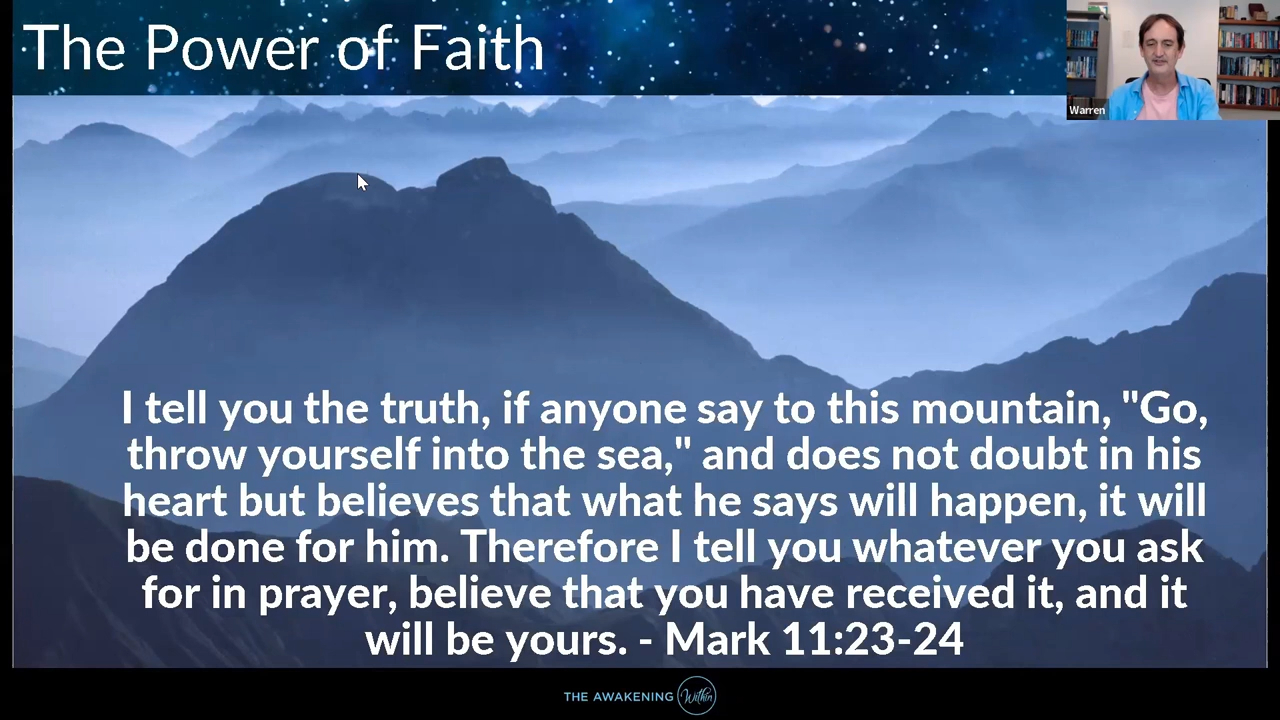 The Power of Faith
Warren
I tell you the truth, if anyone say to this mountain, "Go,
throw yourself into the sea," and does not doubt in his
heart but believes that what he says will happen, it will
be done for him. Therefore I tell you whatever you ask
for in prayer, believe that you have received it, and it
will be yours. - Mark 11:23-24
THE AWAKENING Within